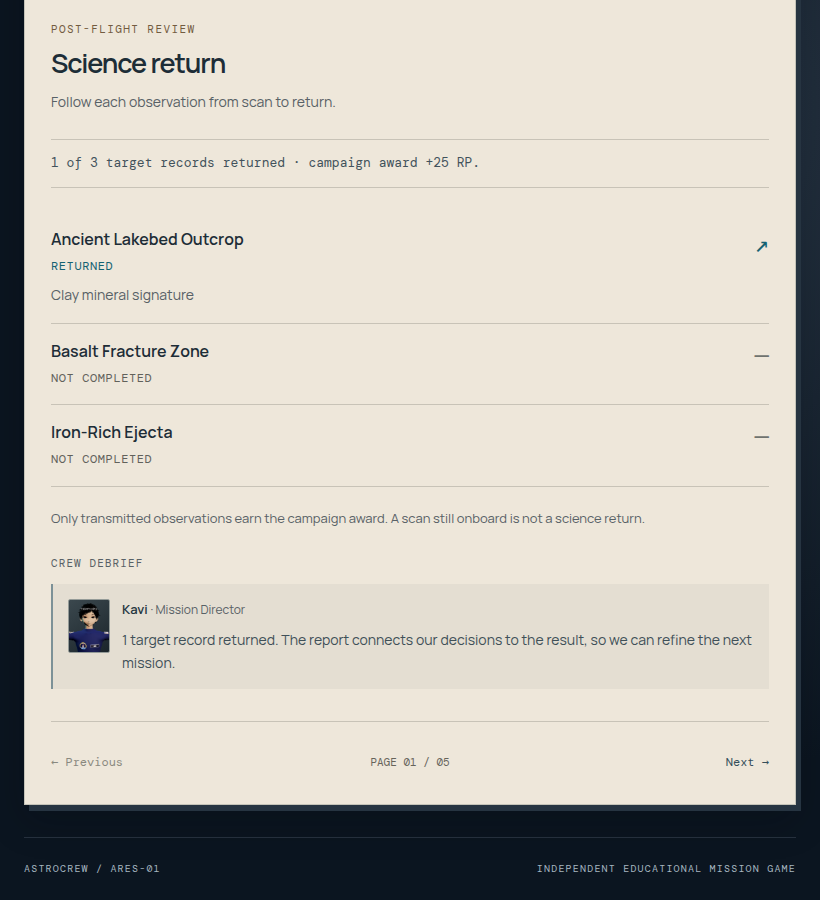 POST-FLIGHT REVIEW
Science return
Follow each observation from scan to return.
1 of 3 target records returned · campaign award +25 RP.
Ancient Lakebed Outcrop
↗
RETURNED
Clay mineral signature
Basalt Fracture Zone
—
NOT COMPLETED
Iron-Rich Ejecta
—
NOT COMPLETED
Only transmitted observations earn the campaign award. A scan still onboard is not a science return.
CREW DEBRIEF
Kavi · Mission Director
1 target record returned. The report connects our decisions to the result, so we can refine the next
mission.
← Previous
PAGE 01 / 05
Next →
ASTROCREW / ARES-01
INDEPENDENT EDUCATIONAL MISSION GAME